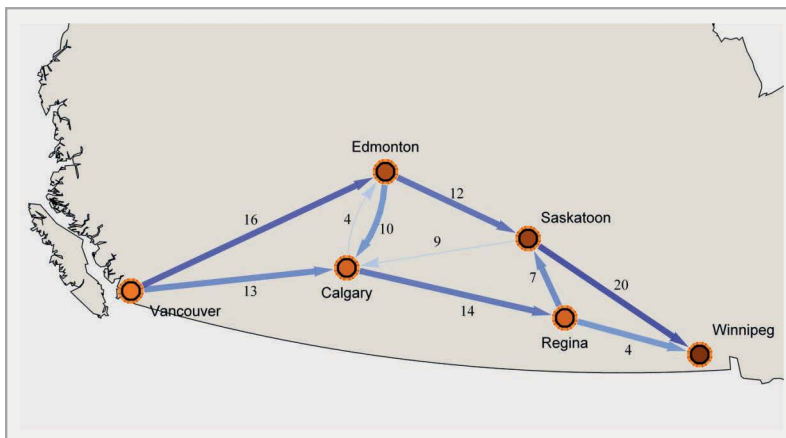 Edmonton
16
12
4
10
Saskatoon
9
Vancouver
13
Calgary
14
7
20
Regina
4
Winnipeg